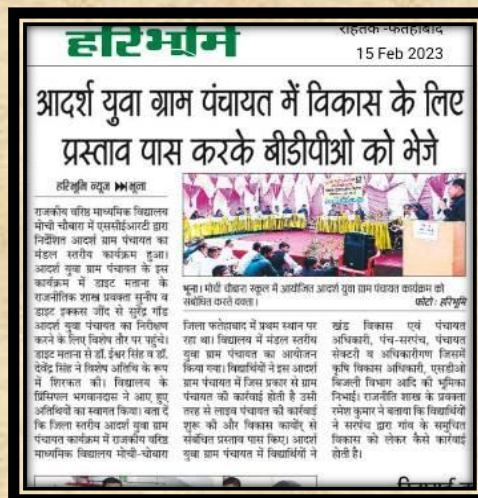 हरिभूमि
रोहतक -फतेहाबाद
15 Feb 2023
आदर्श युवा ग्राम पंचायत में विकास के लिए
प्रस्ताव पास करके बीडीपीओ को भेजे
हरिभूमि न्यूज ▶▶ भूना
राजकीय वरिष्ठ माध्यमिक विद्यालय
मोची चौबारा में एससीईआरटी द्वारा
निर्देशित आदर्श ग्राम पंचायत का
मंडल स्तरीय कार्यक्रम हुआ।
आदर्श युवा ग्राम पंचायत के इस
कार्यक्रम में डाइट मताना के
राजनीतिक शास्त्र प्रवक्ता सुनीप व
डाइट इक्कस जींद से सुरेंद्र गौड़
आदर्श युवा पंचायत का निरीक्षण
करने के लिए विशेष तौर पर पहुंचे।
डाइट मताना से डॉ. ईश्वर सिंह व डॉ.
देवेंद्र सिंह ने विशेष अतिथि के रूप
में शिरकत की। विद्यालय के
प्रिंसिपल भगवानदास ने आए हुए
अतिथियों का स्वागत किया। बता दें
कि जिला स्तरीय आदर्श युवा ग्राम
पंचायत कार्यक्रम में राजकीय वरिष्ठ
माध्यमिक विद्यालय मोची-चोबारा
भूना। मोची चौबारा स्कूल में आयोजित आदर्श युवा ग्राम पंचायत कार्यक्रम को
संबोधित करते वक्ता।
फोटो : हरिभूमि
जिला फतेहाबाद में प्रथम स्थान पर
रहा था। विद्यालय में मंडल स्तरीय
युवा ग्राम पंचायत का आयोजन
किया गया। विद्यार्थियों ने इस आदर्श
ग्राम पंचायत में जिस प्रकार से ग्राम
पंचायत की कार्रवाई होती है उसी
तरह से लाइव पंचायत की कार्रवाई
शुरू की और विकास कार्यों से
संबंधित प्रस्ताव पास किए। आदर्श
युवा ग्राम पंचायत में विद्यार्थियों ने
खंड विकास एवं पंचायत
अधिकारी, पंच-सरपंच, पंचायत
सेक्टरी व अधिकारीगण जिसमें
कृषि विकास अधिकारी, एसडीओ
बिजली विभाग आदि की भूमिका
निभाई। राजनीति शास्त्र के प्रवक्ता
रमेश कुमार ने बताया कि विद्यार्थियों
ने सरपंच द्वारा गांव के समुचित
विकास को लेकर कैसे कार्रवाई
होती है।